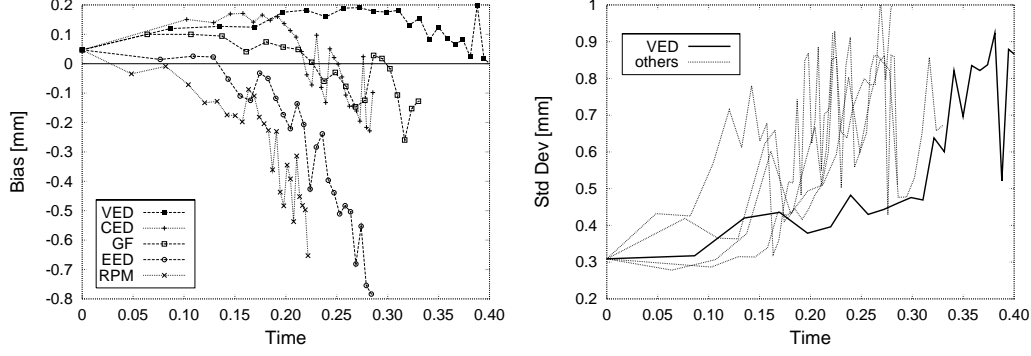 0.2
0.1
0
-0.1
-0.2
-0.3
-0.4
-0.5
-0.6
-0.7
-0.8
Bias [mm]
VED
CED
GF
EED
RPM
0 0.05 0.10 0.15 0.20 0.25 0.30 0.35 0.40
Time
1
0.9
0.8
0.7
0.6
0.5
0.4
0.3
0.2
Std Dev [mm]
VED
others
0 0.05 0.10 0.15 0.20 0.25 0.30 0.35 0.40
Time